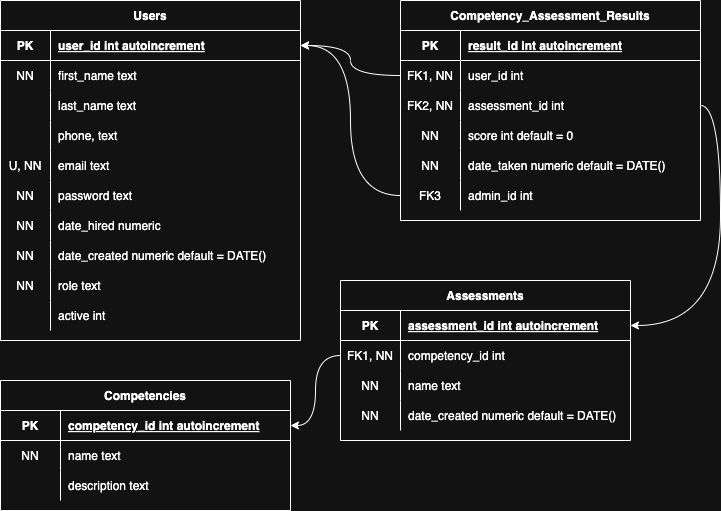 Users
PK user_id int autoincrement
NN first_name text
last_name text
phone, text
U, NN email text
NN password text
NN date_hired numeric
NN date_created numeric default = DATE()
NN role text
active int
Competency_Assessment_Results
PK result_id int autoincrement
FK1, NN user_id int
FK2, NN assessment_id int
NN score int default = 0
NN date_taken numeric default = DATE()
FK3 admin_id int
Assessments
PK assessment_id int autoincrement
FK1, NN competency_id int
NN name text
NN date_created numeric default = DATE()
Competencies
PK competency_id int autoincrement
NN name text
description text